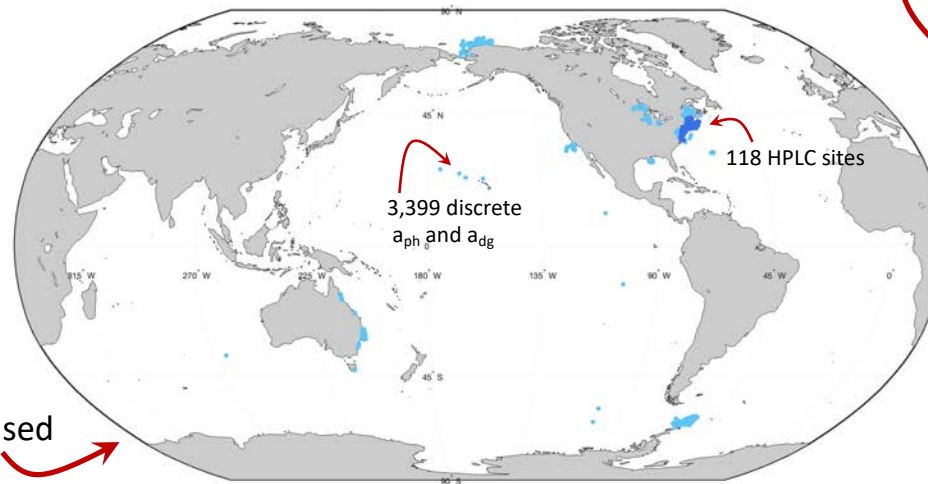 90° N
45° N
118 HPLC sites
3,399 discrete
aph and adg
0
315° W
270° W
225° W
180° W
135° W
90° W
45° W
0°
45° S
sed
90° S